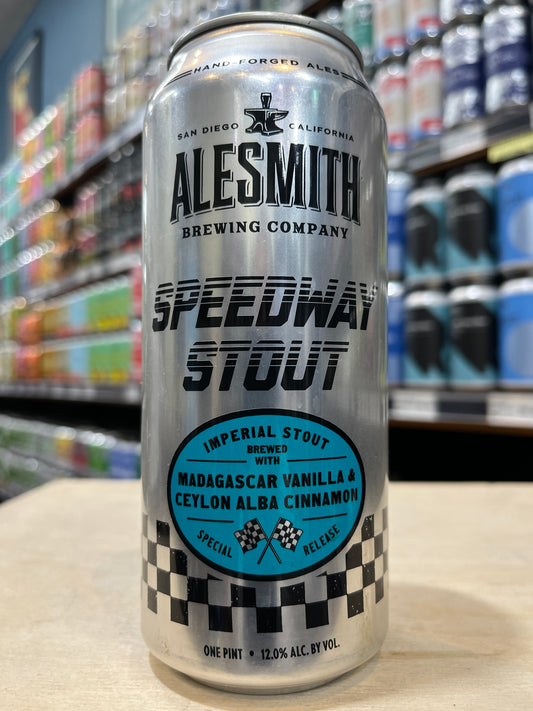 HAND-FORGED ALES
SAN DIEGO CALIFORNIA
ALESMITH
BREWING COMPANY
SPEEDWAY
STOUT
IMPERIAL STOUT
BREWED
WITH
MADAGASCAR VANILLA &
CEYLON ALBA CINNAMON
SPECIAL RELEASE
ONE PINT • 12.0% ALC. BY VOL.